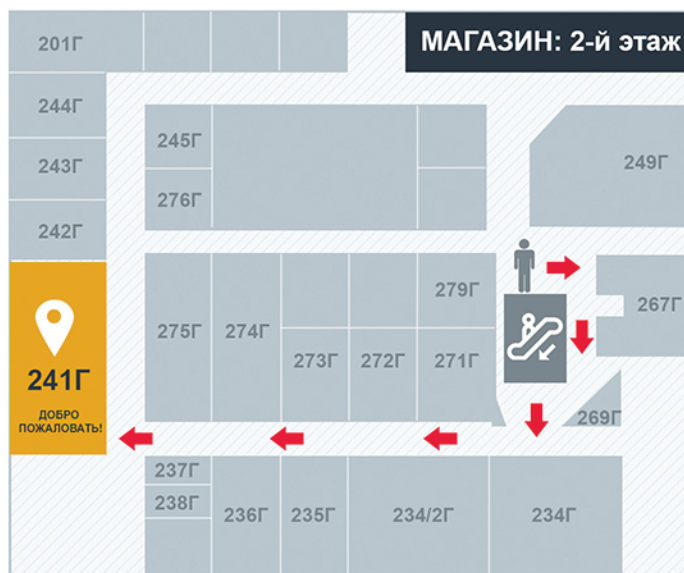 201Г
МАГАЗИН: 2-й этаж
244Г
243Г
242Г
245Г
276Г
249Г
241Г
ДОБРО
ПОЖАЛОВАТЬ!
275Г
274Г
279Г
273Г
272Г
271Г
267Г
269Г
237Г
238Г
236Г
235Г
234/2Г
234Г